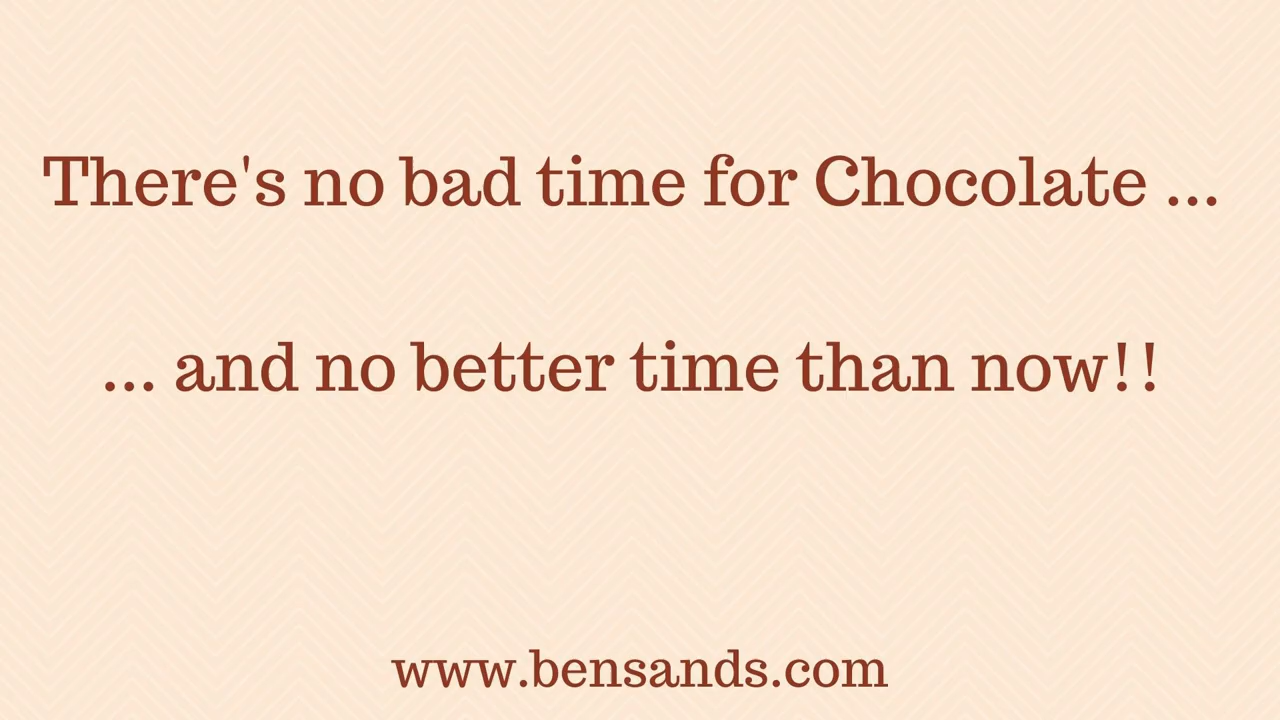 There's no bad time for Chocolate ...
... and no better time than now!!
www.bensands.com